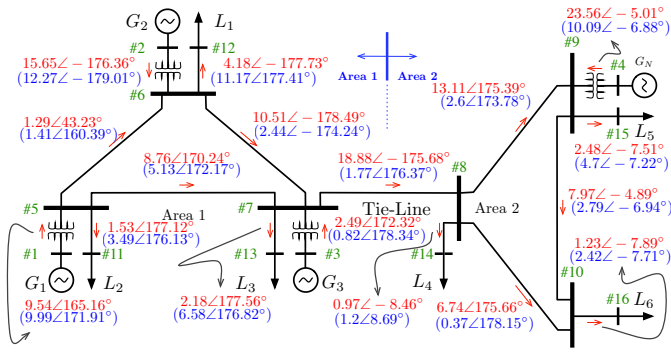 G₂ L₁
#2 #12
15.65∠ − 176.36° 4.18∠ − 177.73°
(12.27∠ − 179.01°) (11.17∠177.41°)
#6
Area 1 Area 2
23.56∠ − 5.01°
(10.09∠ − 6.88°)
#9
#4 G_N
13.11∠175.39°
(2.6∠173.78°)
L₅
#15
2.48∠ − 7.51°
(4.7∠ − 7.22°)
1.29∠43.23°
(1.41∠160.39°)
10.51∠ − 178.49°
(2.44∠ − 174.24°)
8.76∠170.24°
(5.13∠172.17°)
18.88∠ − 175.68°
(1.77∠176.37°)
#8
7.97∠ − 4.89°
(2.79∠ − 6.94°)
#5 Area 1 #7 Tie-Line Area 2
1.53∠177.12°
(3.49∠176.13°)
2.49∠172.32°
(0.82∠178.34°)
#1 #11 #13 #3 #14
G₁ L₂ L₃ G₃ L₄
1.23∠ − 7.89°
(2.42∠ − 7.71°)
#10
L₆
#16
9.54∠165.16°
(9.99∠171.91°)
2.18∠177.56°
(6.58∠176.82°)
0.97∠ − 8.46°
(1.2∠8.69°)
6.74∠175.66°
(0.37∠178.15°)